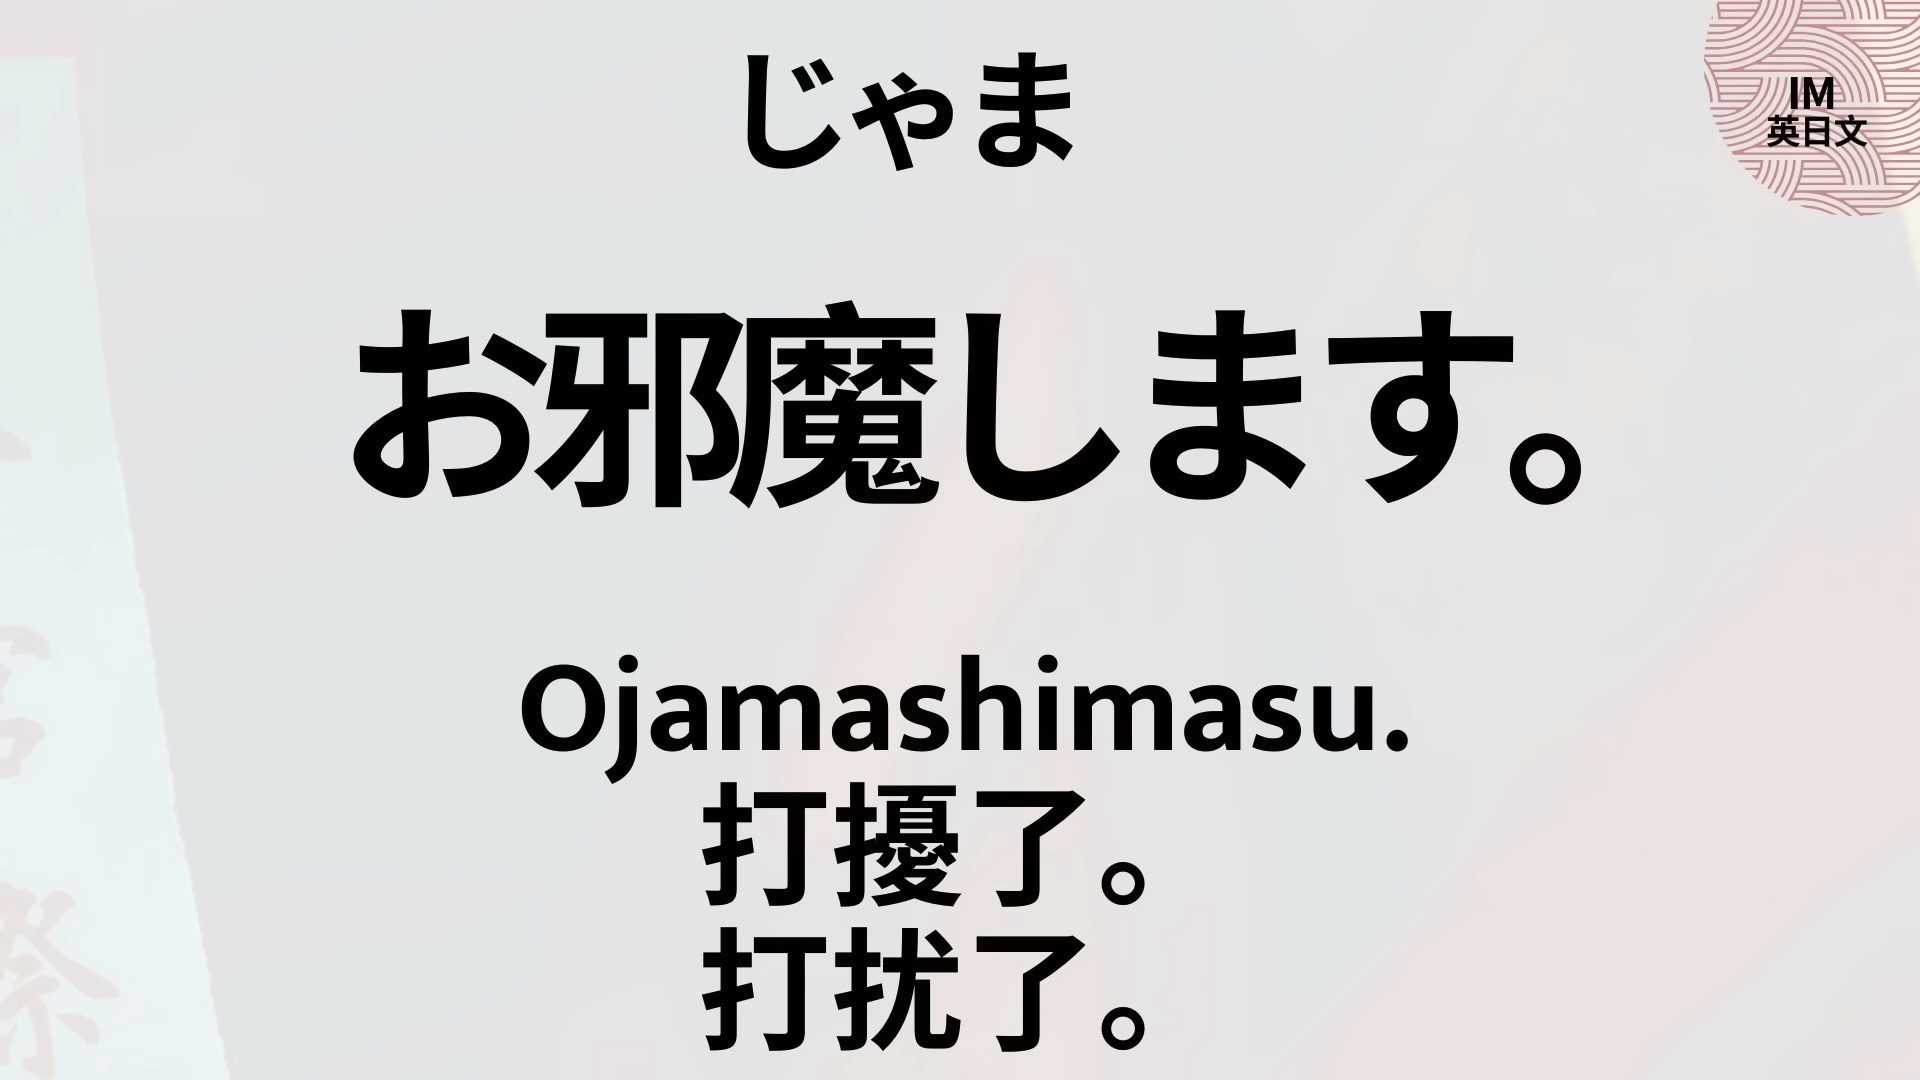 じゃま
IM
英日文
お邪魔します。
Ojamashimasu.
打擾了。
打扰了。